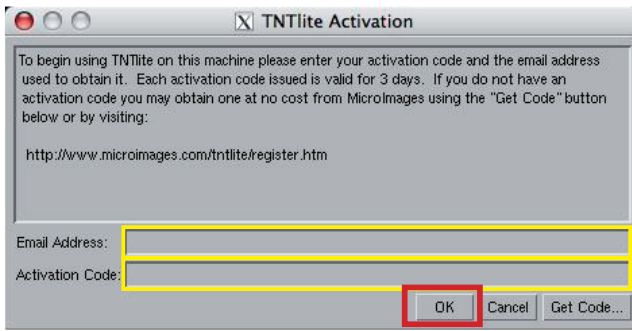 X TNTlite Activation
To begin using TNTlite on this machine please enter your activation code and the email address
used to obtain it. Each activation code issued is valid for 3 days. If you do not have an
activation code you may obtain one at no cost from MicroImages using the "Get Code" button
below or by visiting:
http://www.microimages.com/tntlite/register.htm
Email Address:
Activation Code:
OK Cancel Get Code...